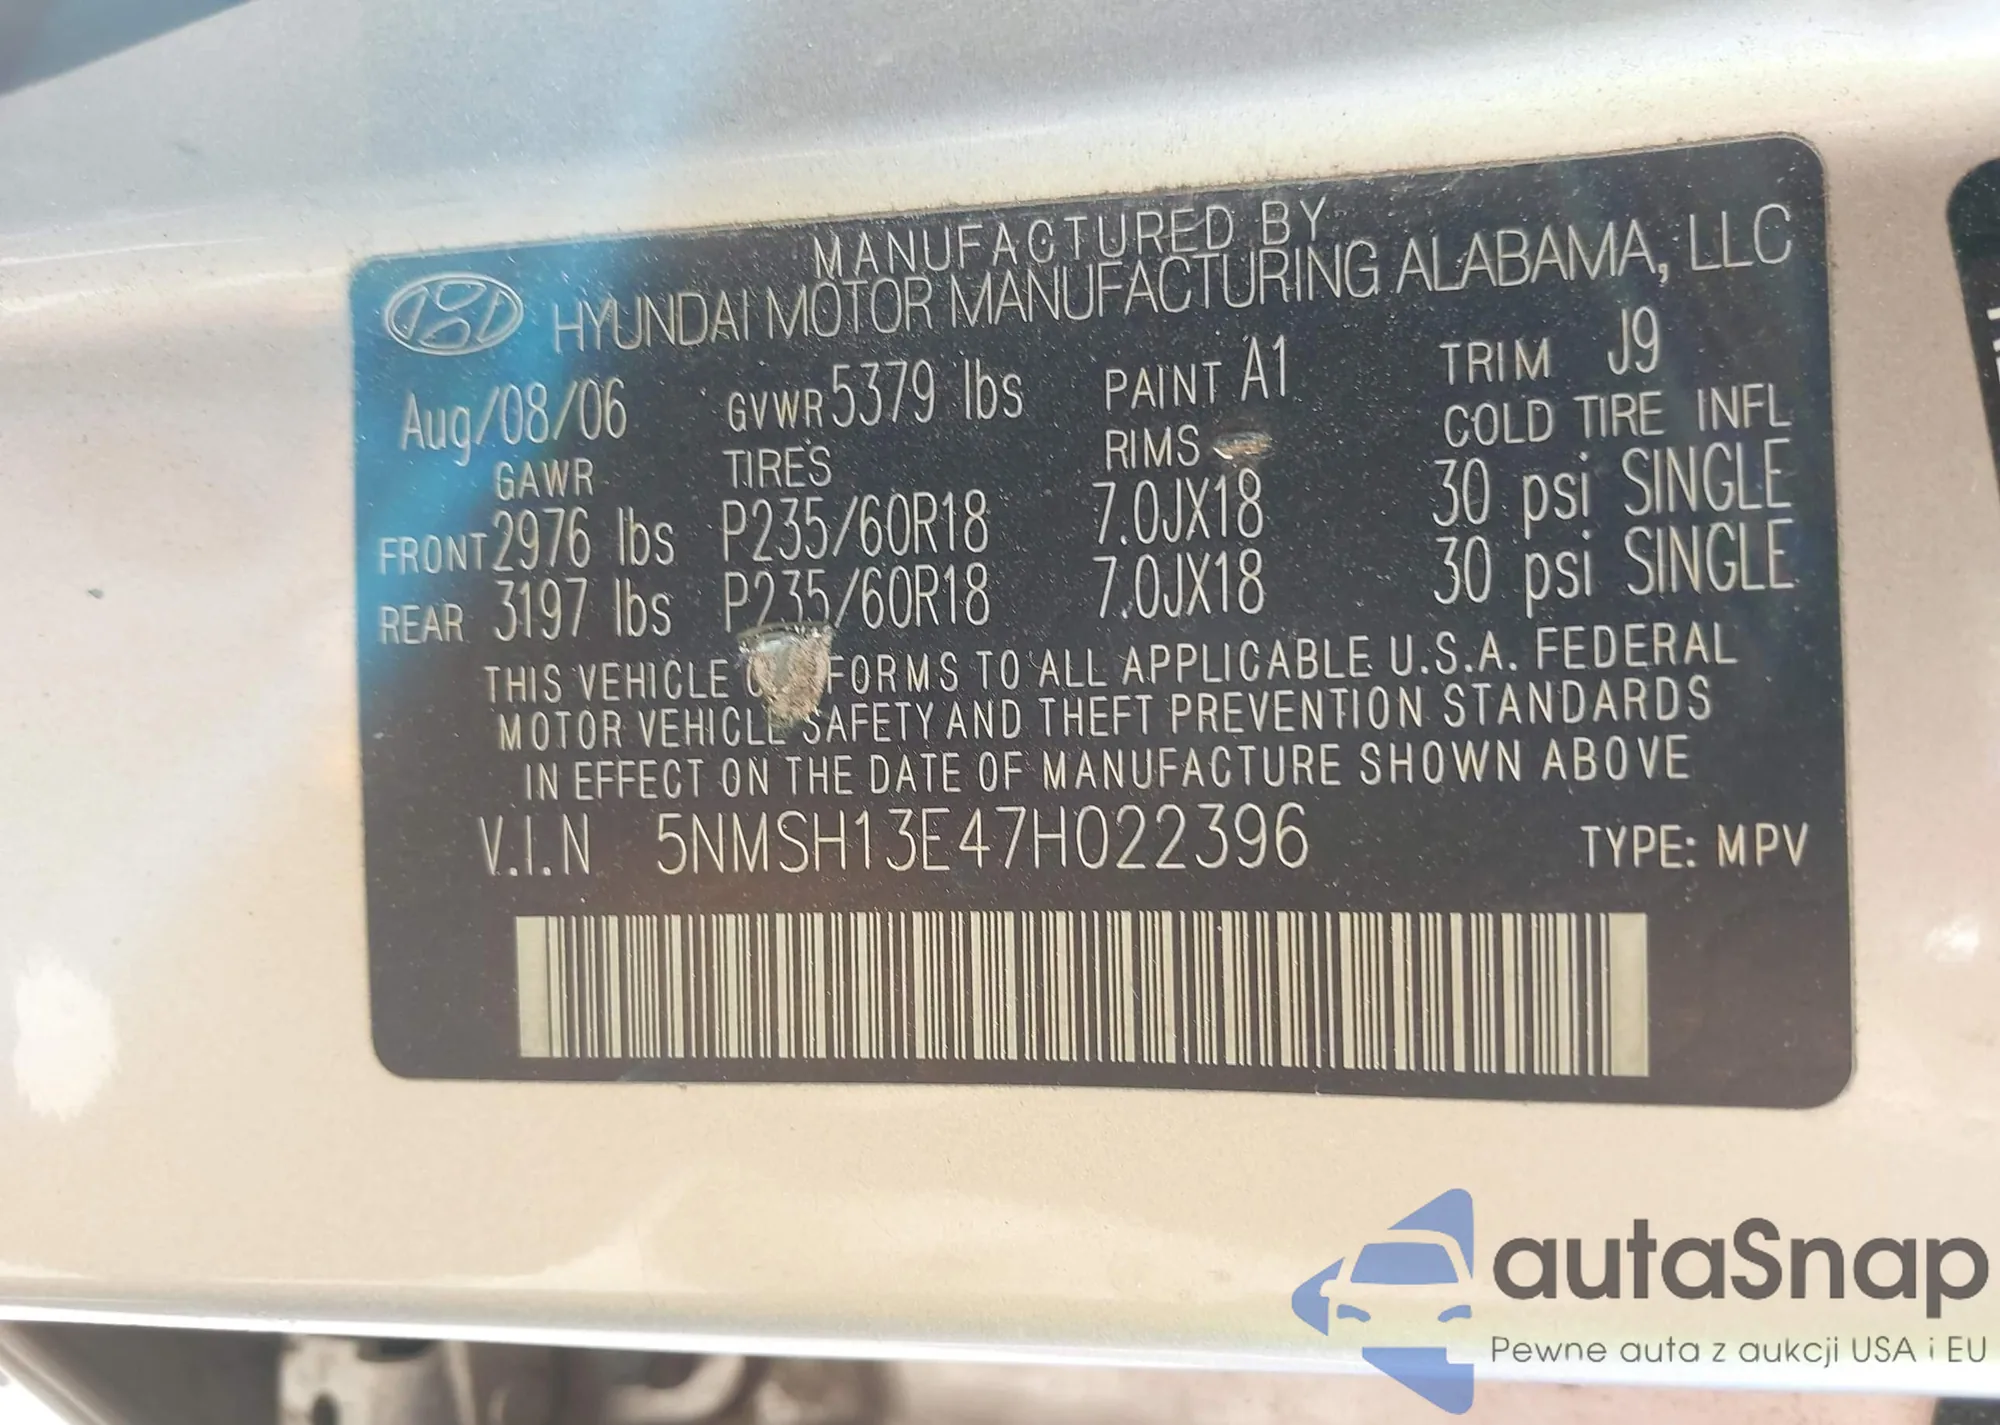 MANUFACTURED BY
HYUNDAI MOTOR MANUFACTURING ALABAMA, LLC
Aug/08/06 GVWR 5379 lbs PAINT A1 TRIM J9
GAWR TIRES RIMS COLD TIRE INFL
FRONT 2976 lbs P235/60R18 7.0JX18 30 psi SINGLE
REAR 3197 lbs P235/60R18 7.0JX18 30 psi SINGLE
THIS VEHICLE FORMS TO ALL APPLICABLE U.S.A. FEDERAL
MOTOR VEHICLE SAFETY AND THEFT PREVENTION STANDARDS
IN EFFECT ON THE DATE OF MANUFACTURE SHOWN ABOVE
V.I.N 5NMSH13E47H022396 TYPE: MPV
autaSnap
Pewne auta z aukcji USA i EU